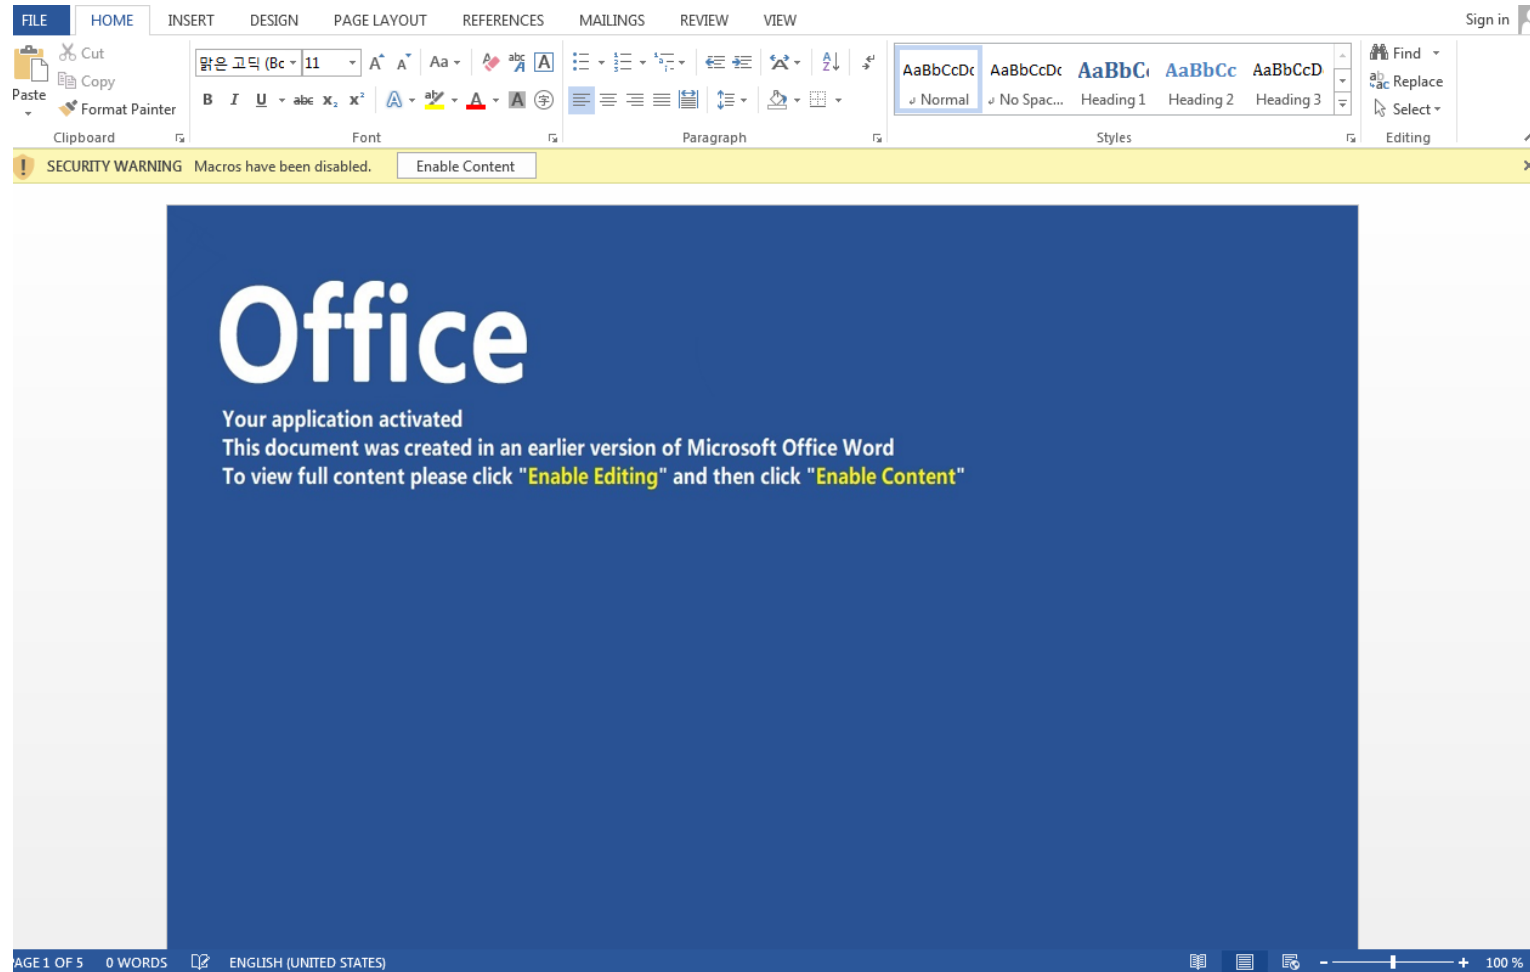 FILE HOME INSERT DESIGN PAGE LAYOUT REFERENCES MAILINGS REVIEW VIEW Sign in
Cut
Copy
Paste
Format Painter
Clipboard
맑은 고딕 (Bc 11
B I U abc X₂ X²
Font
Paragraph
AaBbCcDc AaBbCcDc AaBbC AaBbCc AaBbCcD
Normal No Spac... Heading 1 Heading 2 Heading 3
Styles
Find
Replace
Select
Editing
SECURITY WARNING Macros have been disabled. Enable Content
Office
Your application activated
This document was created in an earlier version of Microsoft Office Word
To view full content please click "Enable Editing" and then click "Enable Content"
AGE 1 OF 5 0 WORDS ENGLISH (UNITED STATES) 100 %